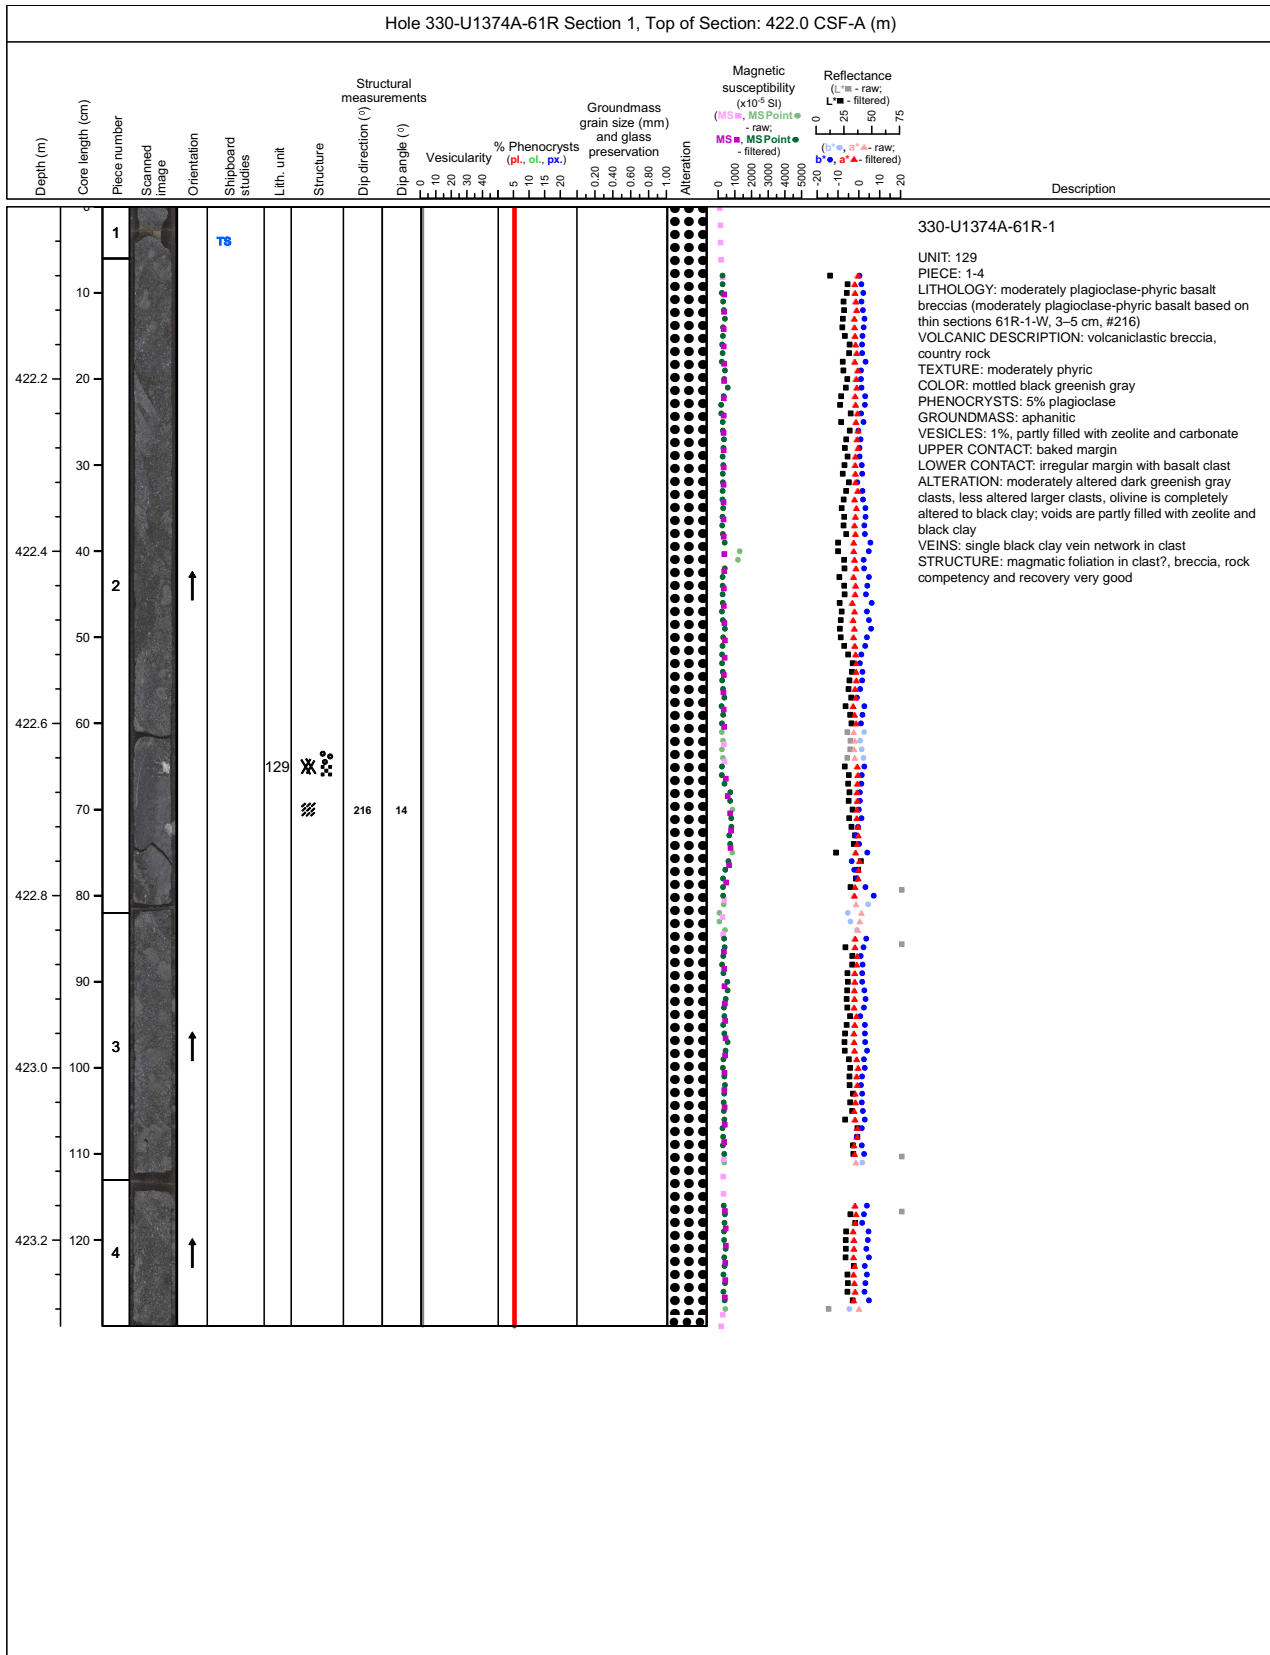 Hole 330-U1374A-61R Section 1, Top of Section: 422.0 CSF-A (m)
Depth (m)
Core length (cm)
Piece number
Scanned image
Orientation
Shipboard studies
Lith. unit
Structure
Structural measurements
Dip direction (º)
Dip angle (º)
Vesicularity
0 10 20 30 40
% Phenocrysts
(pl., ol., px.)
5 10 15 20
Groundmass grain size (mm) and glass preservation
0.20 0.40 0.60 0.80 1.00
Alteration
Magnetic susceptibility
(x10⁻⁵ SI)
(MS, MSPoint
- raw;
MS, MSPoint
- filtered)
0 1000 2000 3000 4000 5000
Reflectance
(L* - raw;
L* - filtered)
0 25 50 75
(b*, a* - raw;
b*, a* - filtered)
-20 -10 0 10 20
Description
0
1
TS
10
422.2
20
30
422.4
40
2
50
422.6
60
129
70
216
14
422.8
80
90
3
423.0
100
110
423.2
120
4
330-U1374A-61R-1
UNIT: 129
PIECE: 1-4
LITHOLOGY: moderately plagioclase-phyric basalt
breccias (moderately plagioclase-phyric basalt based on
thin sections 61R-1-W, 3–5 cm, #216)
VOLCANIC DESCRIPTION: volcaniclastic breccia,
country rock
TEXTURE: moderately phyric
COLOR: mottled black greenish gray
PHENOCRYSTS: 5% plagioclase
GROUNDMASS: aphanitic
VESICLES: 1%, partly filled with zeolite and carbonate
UPPER CONTACT: baked margin
LOWER CONTACT: irregular margin with basalt clast
ALTERATION: moderately altered dark greenish gray
clasts, less altered larger clasts, olivine is completely
altered to black clay; voids are partly filled with zeolite and
black clay
VEINS: single black clay vein network in clast
STRUCTURE: magmatic foliation in clast?, breccia, rock
competency and recovery very good